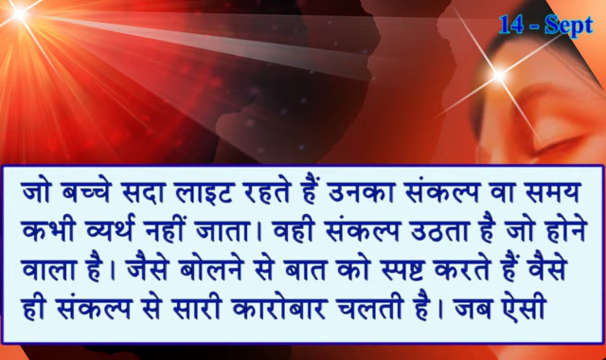 14 - Sept
जो बच्चे सदा लाइट रहते हैं उनका संकल्प वा समय
कभी व्यर्थ नहीं जाता। वही संकल्प उठता है जो होने
वाला है। जैसे बोलने से बात को स्पष्ट करते हैं वैसे
ही संकल्प से सारी कारोबार चलती है। जब ऐसी